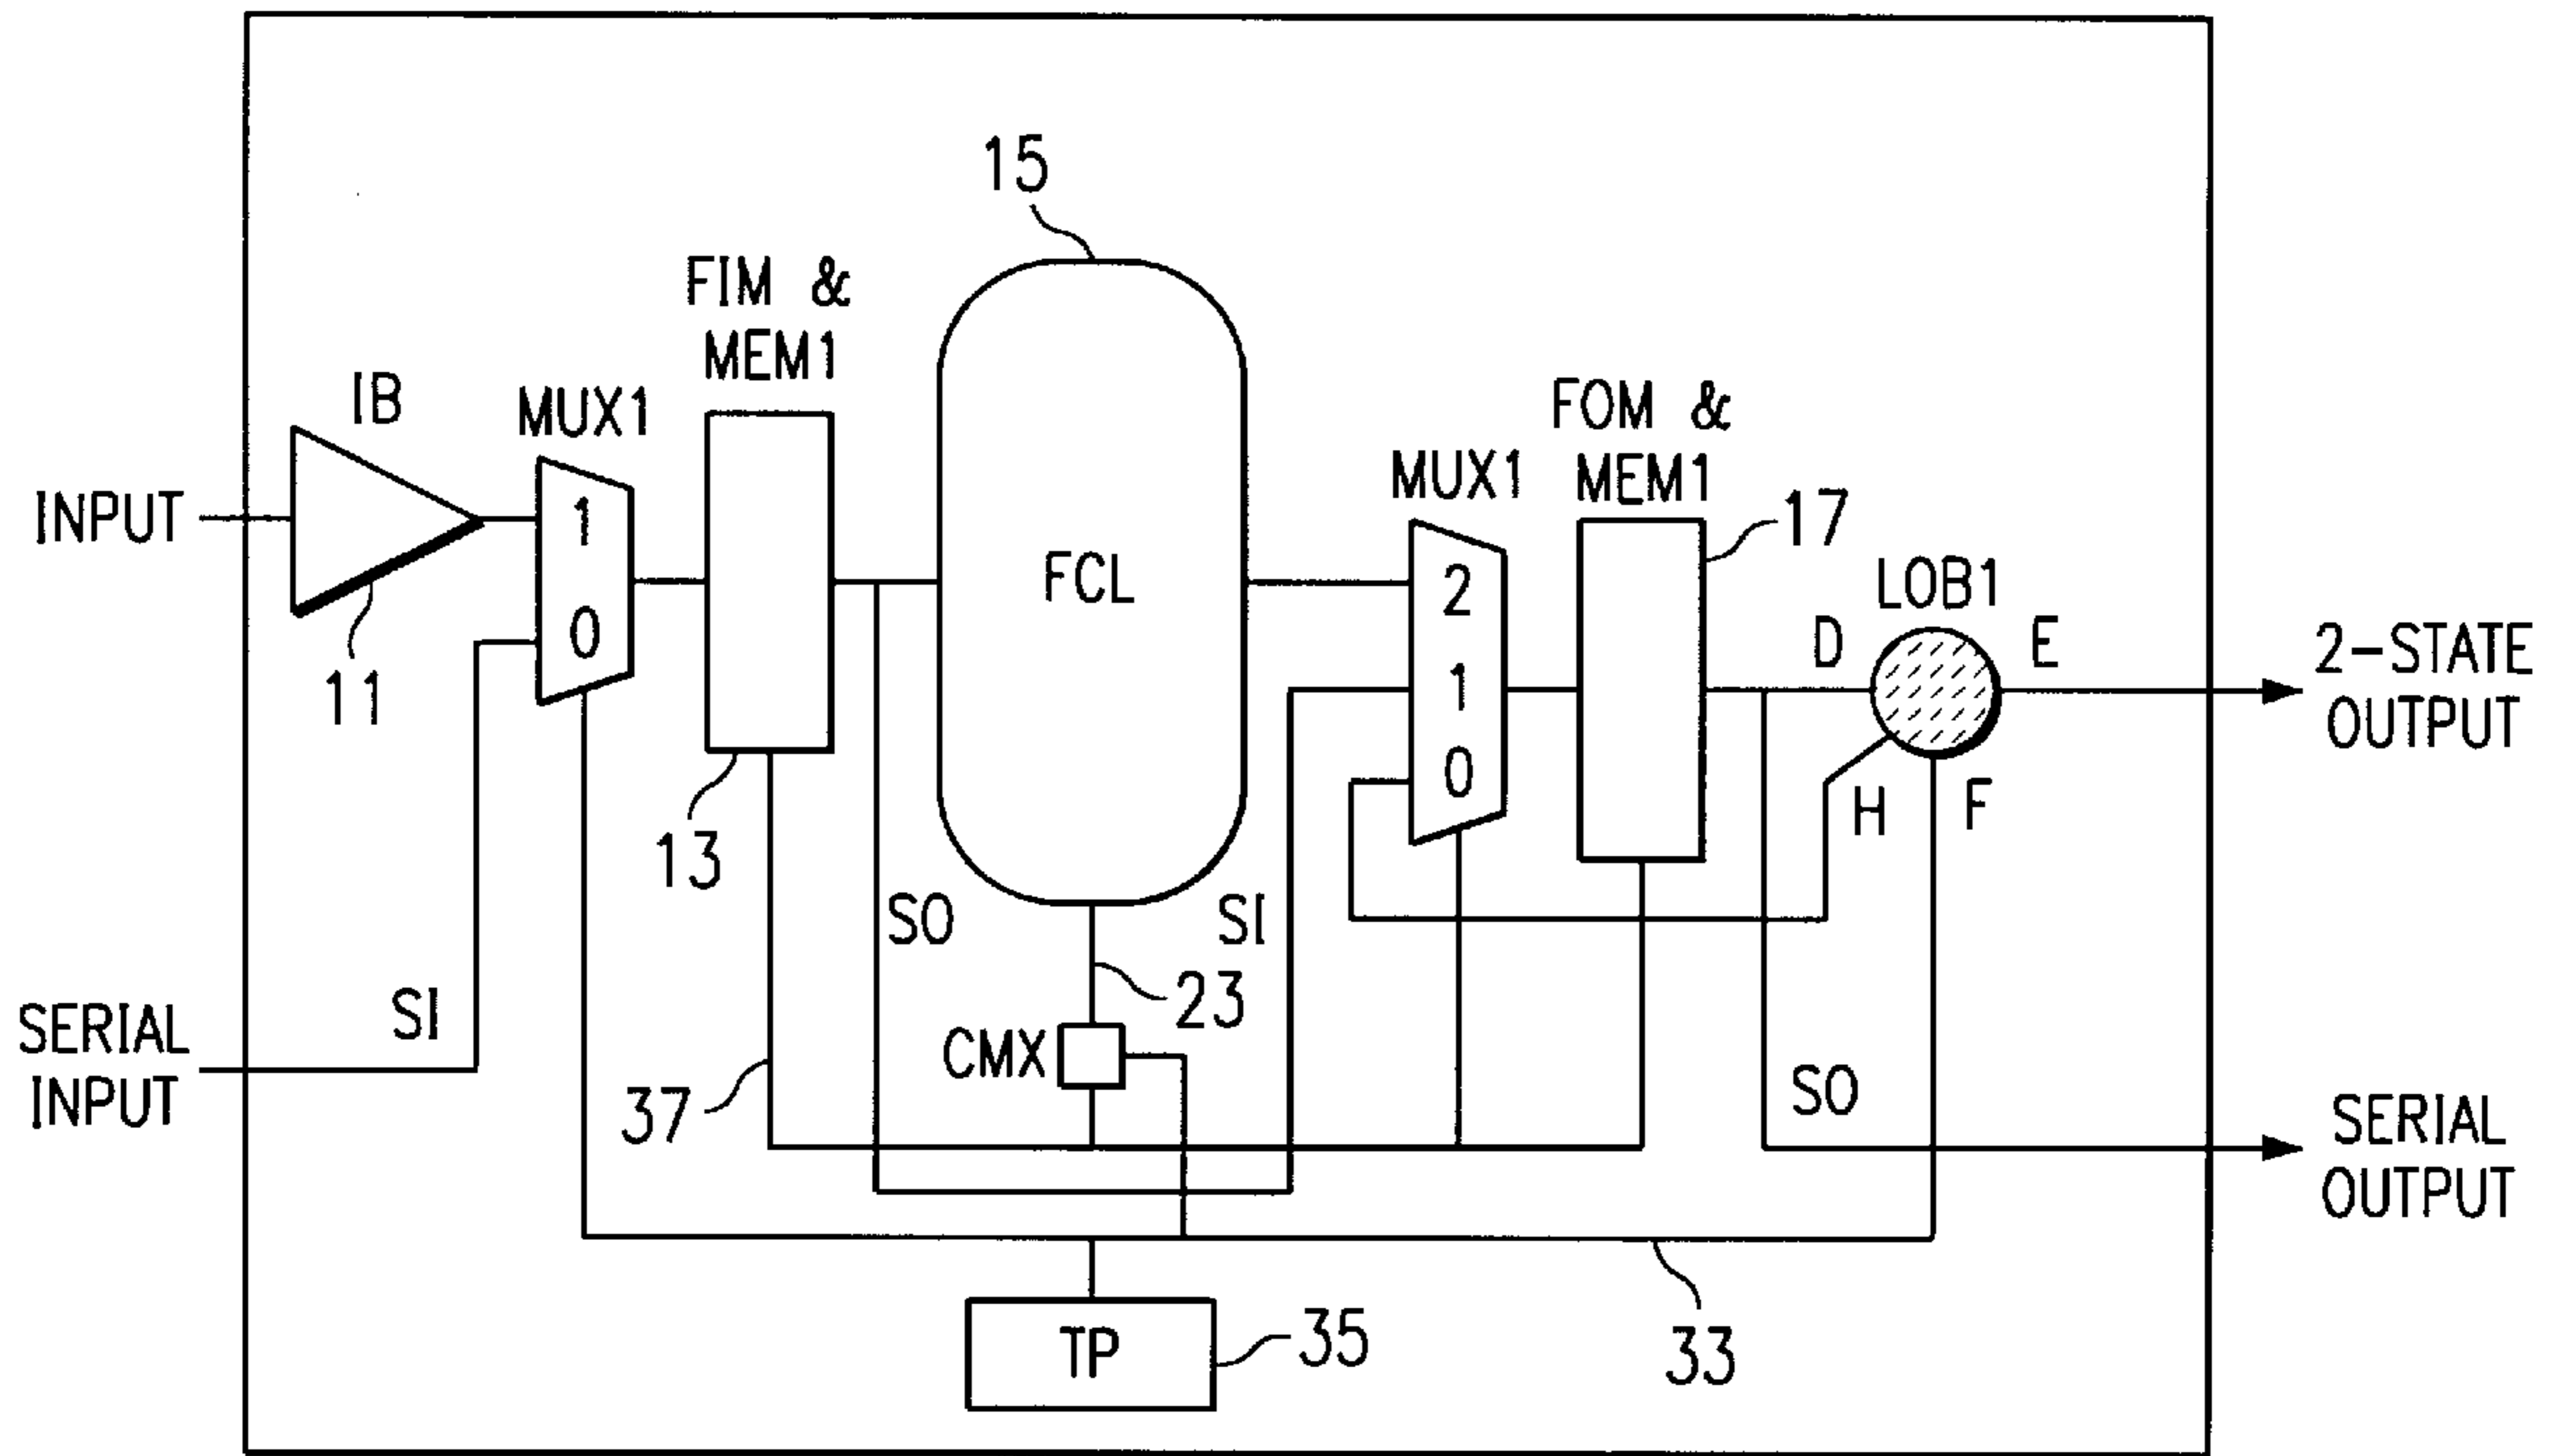 15
FIM &
MEM1
IB
MUX1
FOM &
MEM1
MUX1
17
INPUT
1
0
FCL
2
1
0
LOB1
D
E
2-STATE
OUTPUT
11
H
F
13
SO
SI
23
SI
SERIAL
INPUT
CMX
37
SO
SERIAL
OUTPUT
TP
35
33